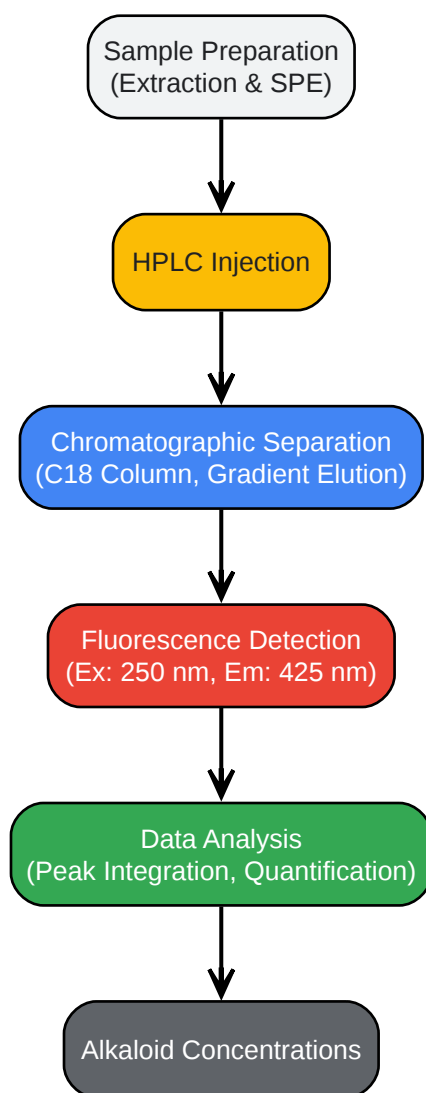 Sample Preparation
(Extraction & SPE)
HPLC Injection
Chromatographic Separation
(C18 Column, Gradient Elution)
Fluorescence Detection
(Ex: 250 nm, Em: 425 nm)
Data Analysis
(Peak Integration, Quantification)
Alkaloid Concentrations